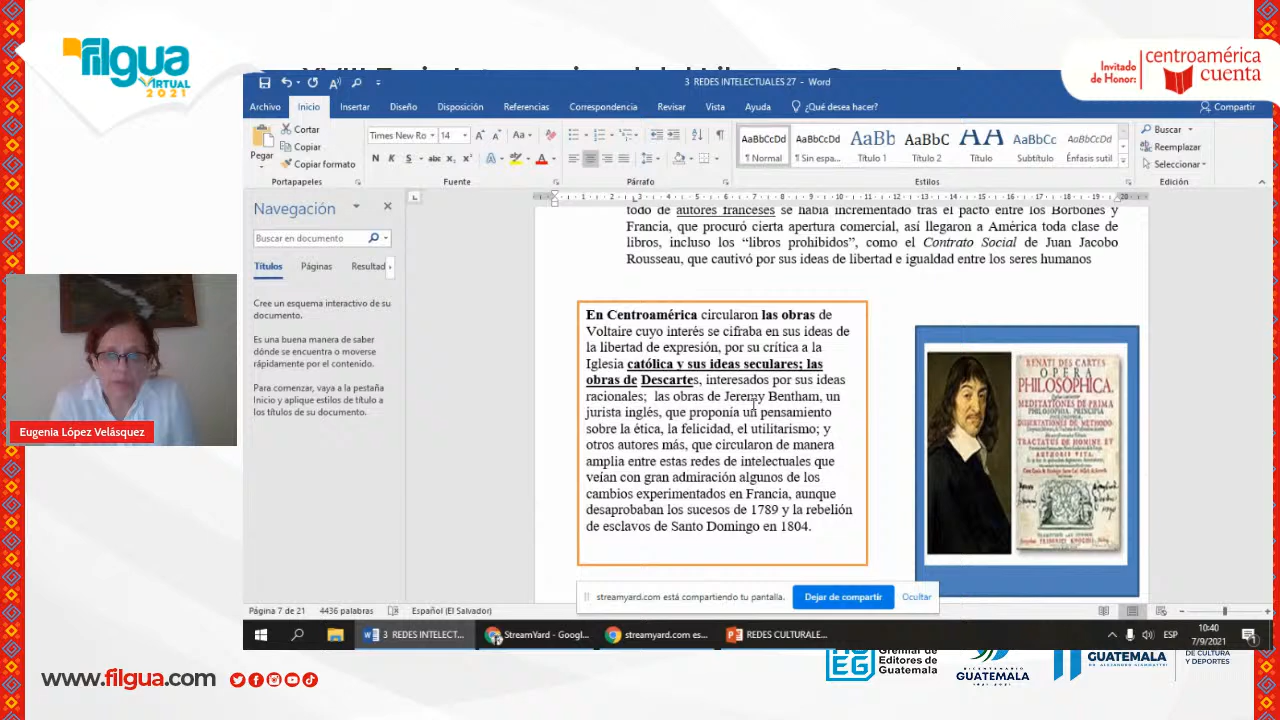 filgua
VIRTUAL
2021
Invitado
de Honor:
centroamérica
cuenta
3 REDES INTELECTUALES 27 - Word
Archivo Inicio Insertar Diseño Disposición Referencias Correspondencia Revisar Vista Ayuda ¿Qué desea hacer? Compartir
Pegar
Cortar
Copiar
Copiar formato
Portapapeles
Times New Ro 14
N K S abc
Fuente
Párrafo
AaBbCcDd AaBbCcDd AaBb AaBbC AA AaBbCc AaBbCcDd
¶ Normal ¶ Sin espa... Título 1 Título 2 Título Subtítulo Énfasis sutil
Estilos
Buscar
Reemplazar
Seleccionar
Edición
Navegación
Buscar en documento
Títulos Páginas Resultad
Cree un esquema interactivo de su
documento.
Es una buena manera de saber
dónde se encuentra o moverse
rápidamente por el contenido.
Para comenzar, vaya a la pestaña
Inicio y aplique estilos de título a
los títulos de su documento.
todo de autores franceses se había incrementado tras el pacto entre los Borbones y
Francia, que procuró cierta apertura comercial, así llegaron a América toda clase de
libros, incluso los “libros prohibidos”, como el Contrato Social de Juan Jacobo
Rousseau, que cautivó por sus ideas de libertad e igualdad entre los seres humanos
En Centroamérica circularon las obras de
Voltaire cuyo interés se cifraba en sus ideas de
la libertad de expresión, por su crítica a la
Iglesia católica y sus ideas seculares; las
obras de Descartes, interesados por sus ideas
racionales; las obras de Jeremy Bentham, un
jurista inglés, que proponía un pensamiento
sobre la ética, la felicidad, el utilitarismo; y
otros autores más, que circularon de manera
amplia entre estas redes de intelectuales que
veían con gran admiración algunos de los
cambios experimentados en Francia, aunque
desaprobaban los sucesos de 1789 y la rebelión
de esclavos de Santo Domingo en 1804.
RENATI DES CARTES
OPERA
PHILOSOPHICA.
MEDITATIONES DE PRIMA
Eugenia López Velásquez
streamyard.com está compartiendo tu pantalla. Dejar de compartir Ocultar
Página 7 de 21 4436 palabras Español (El Salvador)
3 REDES INTELECT... StreamYard - Googl... streamyard.com es... REDES CULTURALE...
ESP
10:40
7/9/2021
www.filgua.com
Gremial de
Editores de
Guatemala
BICENTENARIO
GUATEMALA
GUATEMALA
DE CULTURA
Y DEPORTES